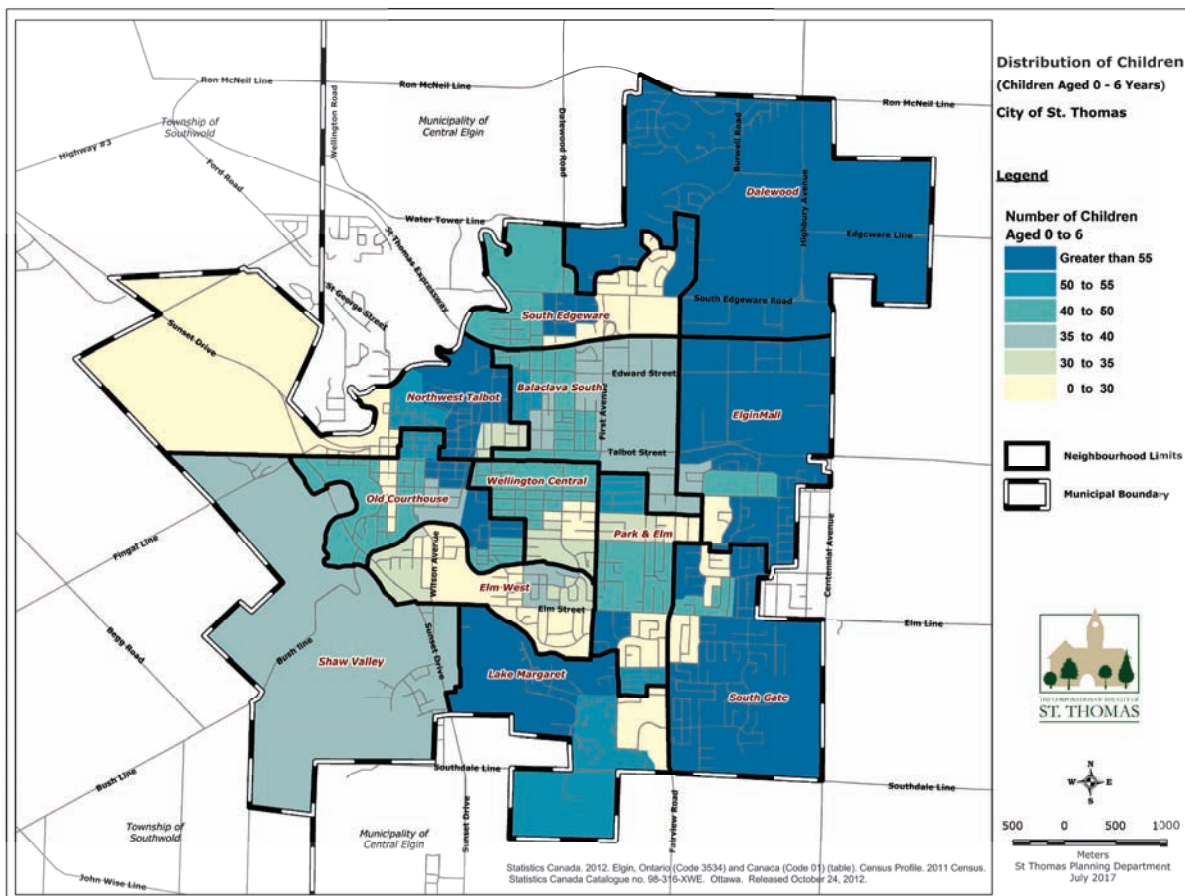 Distribution of Children
(Children Aged 0 - 6 Years)
City of St. Thomas
Legend
Number of Children
Aged 0 to 6
Greater than 55
50 to 55
40 to 50
35 to 40
30 to 35
0 to 30
Neighbourhood Limits
Municipal Boundary
THE CORPORATION OF THE CITY OF
ST. THOMAS
N
W E
S
500 0 500 1000
Meters
St Thomas Planning Department
July 2017
Ron McNeil Line
Ron McNeil Line
Ron McNeil Line
Township of
Southwold
Municipality of
Central Elgin
Wellington Road
Dalewood Road
Highway #3
Ford Road
Burwell Road
Highbury Avenue
Dalewood
Water Tower Line
Edgeware Line
St Thomas Expressway
St George Street
South Edgeware Road
South Edgeware
Sunset Drive
Edward Street
Balaclava South
Northwest Talbot
First Avenue
ElginMall
Talbot Street
Wellington Central
Old Courthouse
Park & Elm
Fingal Line
Wilson Avenue
Centennial Avenue
Elm West
Elm Street
Elm Line
Begg Road
Bush line
Sunset Drive
Shaw Valley
Lake Margaret
South Gate
Bush Line
Southdale Line
Southdale Line
Sunset Drive
Fairview Road
Township of
Southwold
Municipality of
Central Elgin
John Wise Line
Statistics Canada. 2012. Elgin, Ontario (Code 3534) and Canaca (Code 01) (table). Census Profile. 2011 Census.
Statistics Canada Catalogue no. 98-316-XWE. Ottawa. Released October 24, 2012.